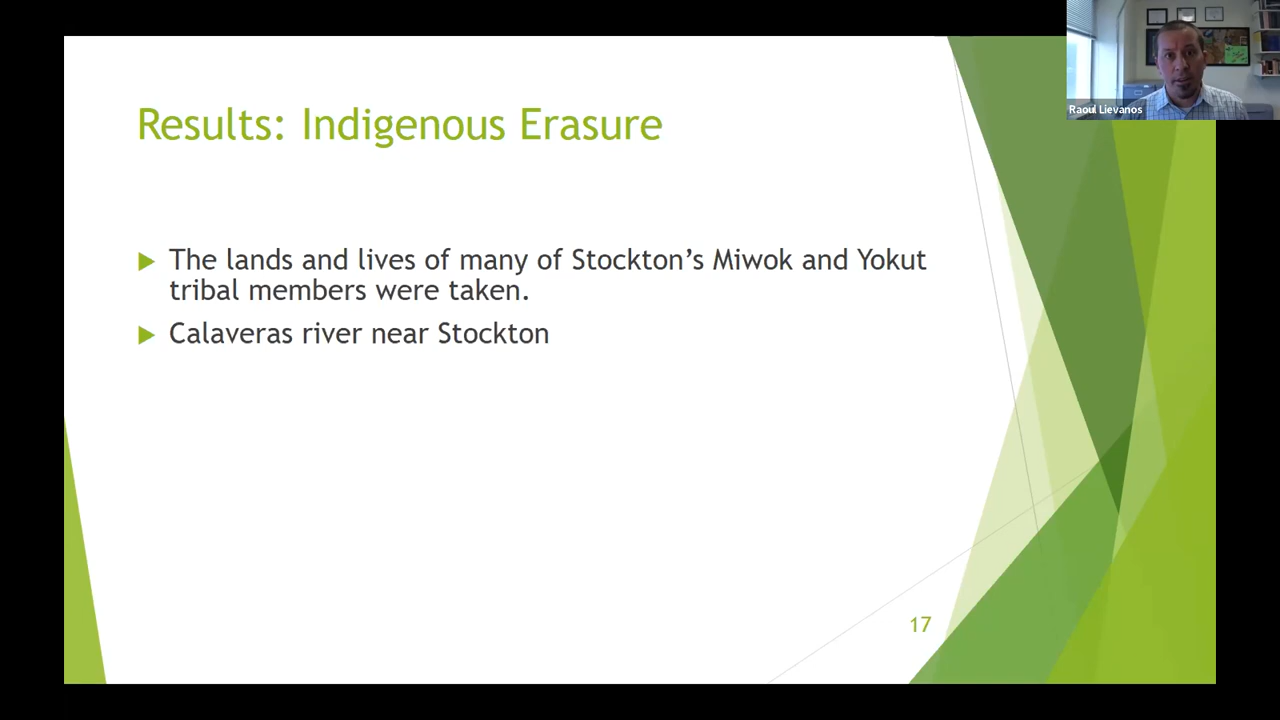 Raoul Lievanos
Results: Indigenous Erasure
The lands and lives of many of Stockton’s Miwok and Yokut
tribal members were taken.
Calaveras river near Stockton
17